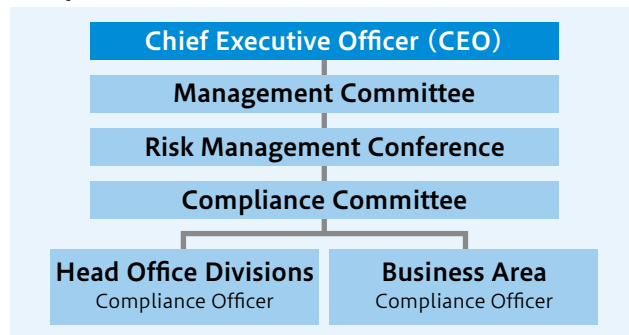 Chief Executive Officer（CEO）
Management Committee
Risk Management Conference
Compliance Committee
Head Office Divisions
Compliance Officer
Business Area
Compliance Officer